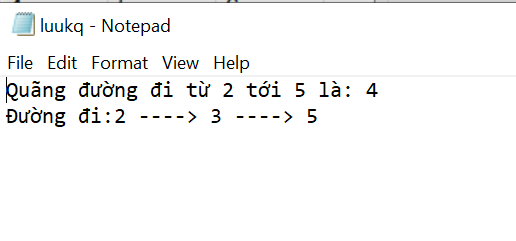 luukq - Notepad
File Edit Format View Help
Quãng đường đi từ 2 tới 5 là: 4
Đường đi:2 ----> 3 ----> 5